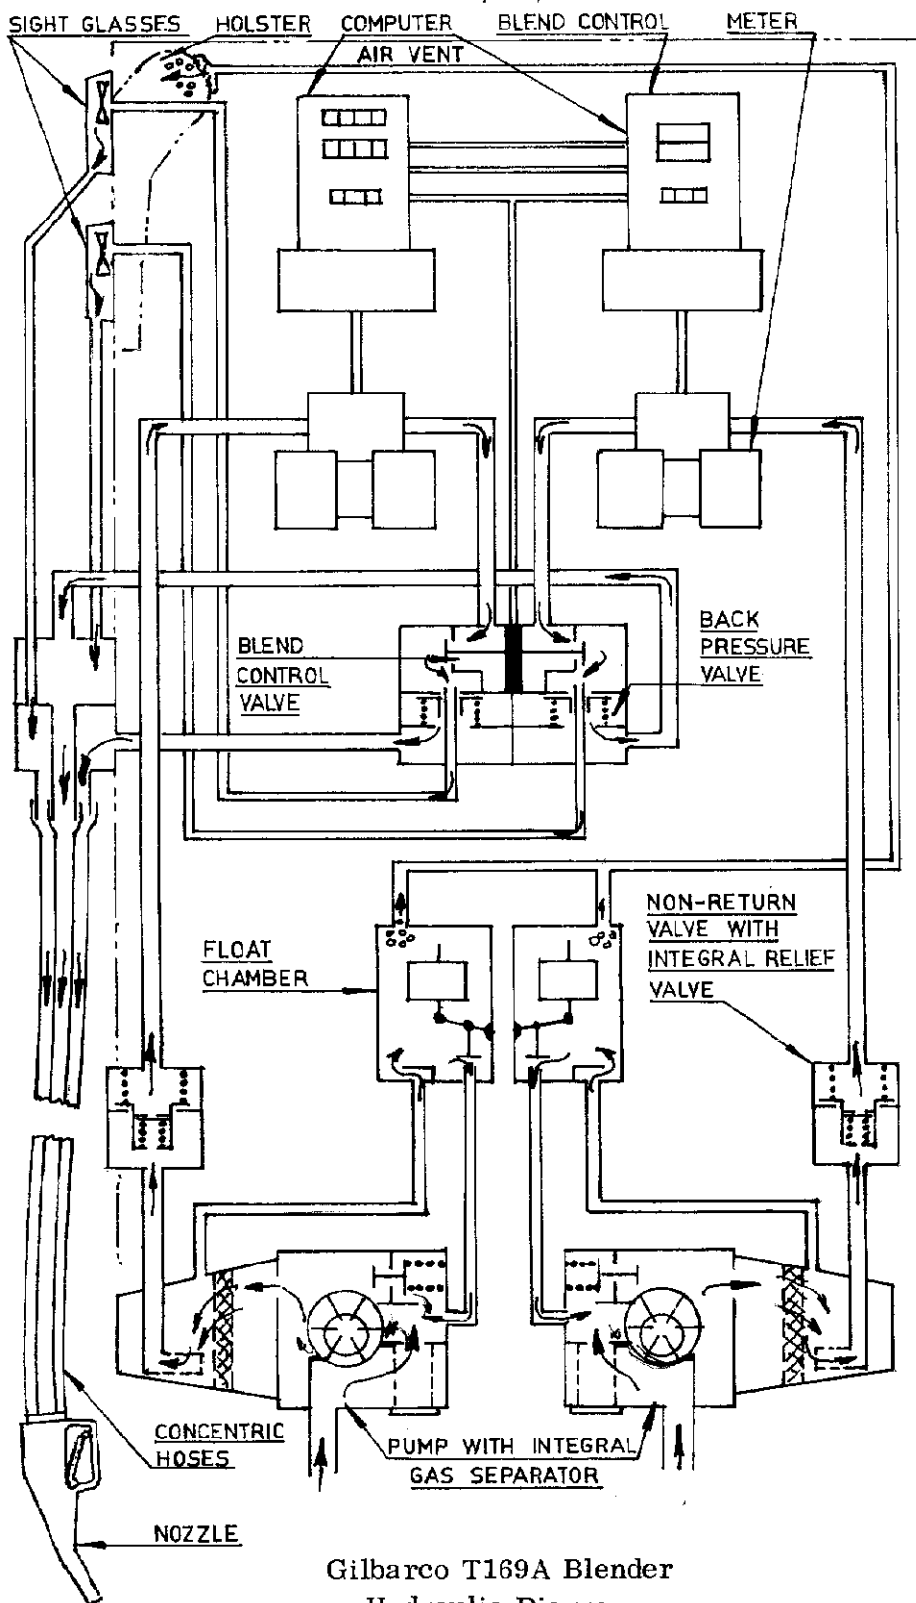 SIGHT GLASSES HOLSTER COMPUTER BLEND CONTROL METER
AIR VENT
BLEND
CONTROL
VALVE
BACK
PRESSURE
VALVE
FLOAT
CHAMBER
NON-RETURN
VALVE WITH
INTEGRAL RELIEF
VALVE
CONCENTRIC
HOSES
PUMP WITH INTEGRAL
GAS SEPARATOR
NOZZLE
Gilbarco T169A Blender